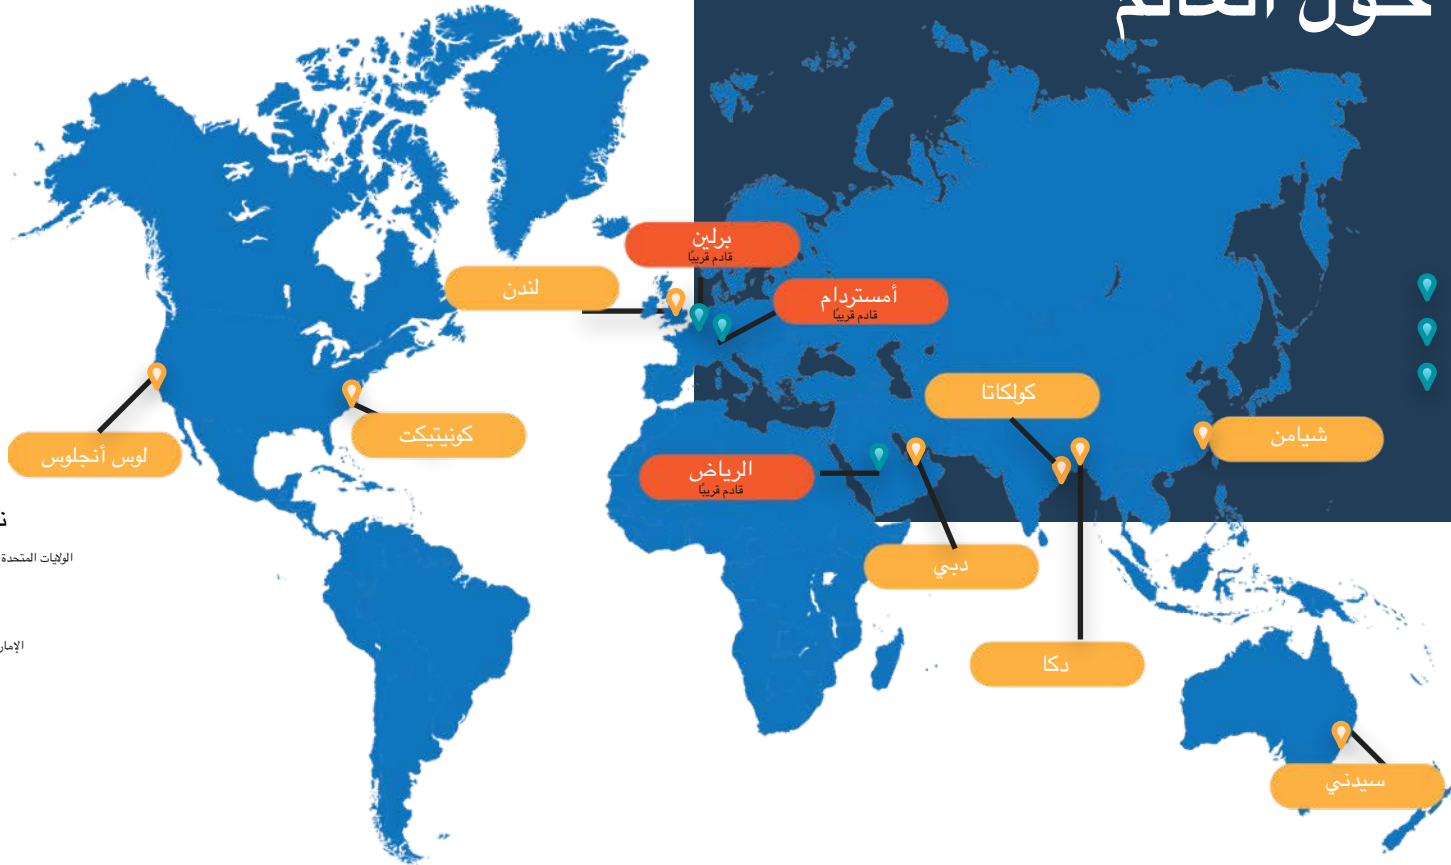 حول العالم
برلين
قادم قريبًا
لندن
أمستردام
قادم قريبًا
كولكاتا
شيامن
كونيتيكت
لوس أنجلوس
الرياض
قادم قريبًا
الولايات المتحدة
دبي
دكا
سيدني